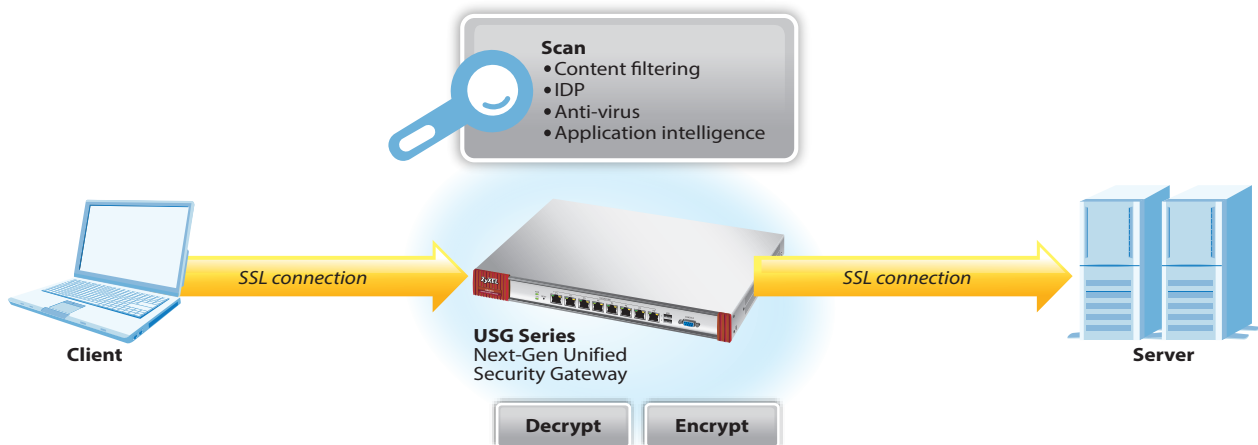 Scan
•Content filtering
•IDP
•Anti-virus
•Application intelligence
SSL connection
ZyXEL
SSL connection
Client
USG Series
Next-Gen Unified
Security Gateway
Server
Decrypt
Encrypt